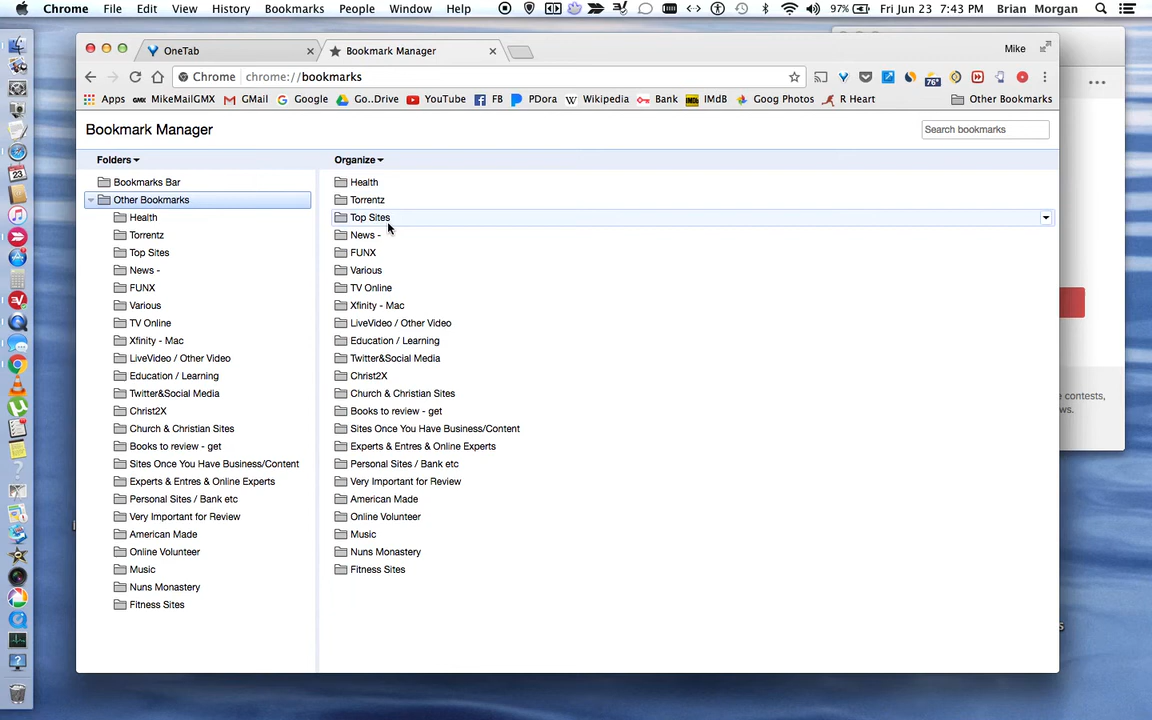 Chrome File Edit View History Bookmarks People Window Help 97% Fri Jun 23 7:43 PM Brian Morgan
OneTab Bookmark Manager Mike
Chrome chrome://bookmarks 76°
Apps GMX MikeMailGMX GMail Google Go..Drive YouTube FB PDora Wikipedia Bank IMDb IMDb Goog Photos R Heart Other Bookmarks
Bookmark Manager Search bookmarks
Folders Organize
Bookmarks Bar
Other Bookmarks
Health
Torrentz
Top Sites
News -
FUNX
Various
TV Online
Xfinity - Mac
LiveVideo / Other Video
Education / Learning
Twitter&Social Media
Christ2X
Church & Christian Sites
Books to review - get
Sites Once You Have Business/Content
Experts & Entres & Online Experts
Personal Sites / Bank etc
Very Important for Review
American Made
Online Volunteer
Music
Nuns Monastery
Fitness Sites
Health
Torrentz
Top Sites
News -
FUNX
Various
TV Online
Xfinity - Mac
LiveVideo / Other Video
Education / Learning
Twitter&Social Media
Christ2X
Church & Christian Sites
Books to review - get
Sites Once You Have Business/Content
Experts & Entres & Online Experts
Personal Sites / Bank etc
Very Important for Review
American Made
Online Volunteer
Music
Nuns Monastery
Fitness Sites
e contests,
ws.
23